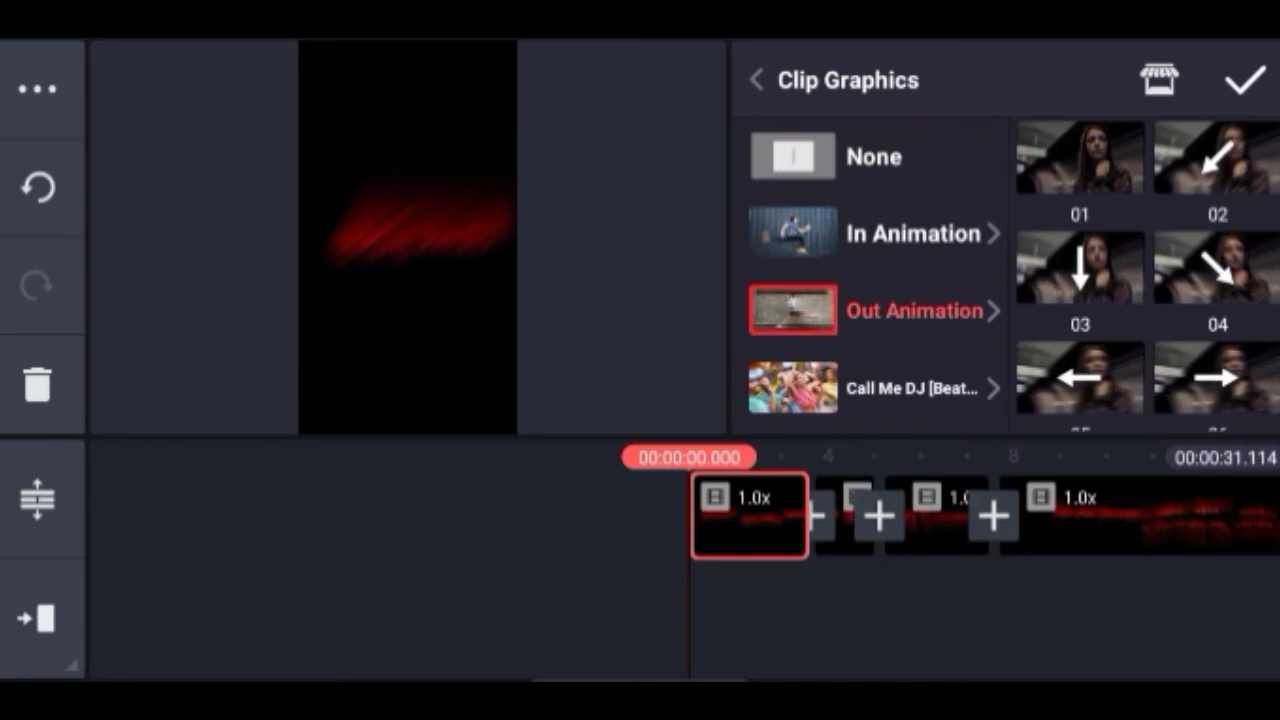 Clip Graphics
None
In Animation
Out Animation
Call Me DJ [Beat...
01
02
03
04
00:00:00.000
4
8
00:00:31.114
1.0x
1.0x